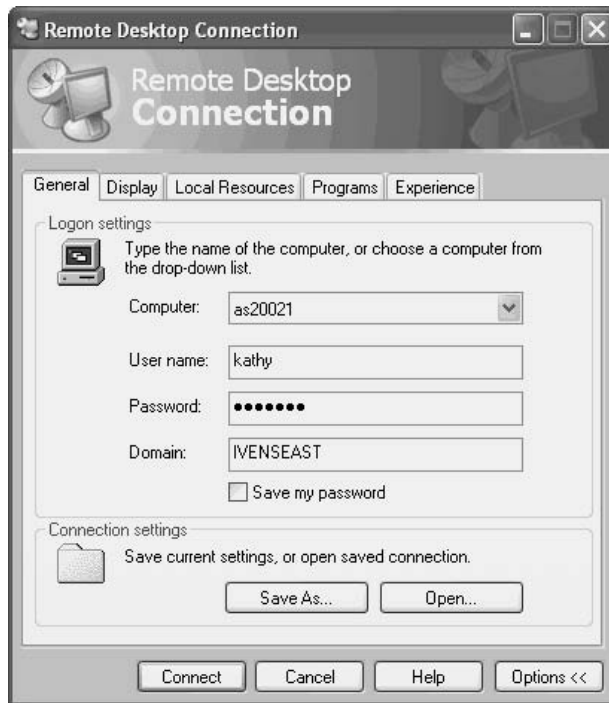 Remote Desktop Connection
Remote Desktop
Connection
General Display Local Resources Programs Experience
Logon settings
Type the name of the computer, or choose a computer from
the drop-down list.
Computer: as20021
User name: kathy
Password: •••••••
Domain: IVENSEAST
Save my password
Connection settings
Save current settings, or open saved connection.
Save As... Open...
Connect Cancel Help Options <<